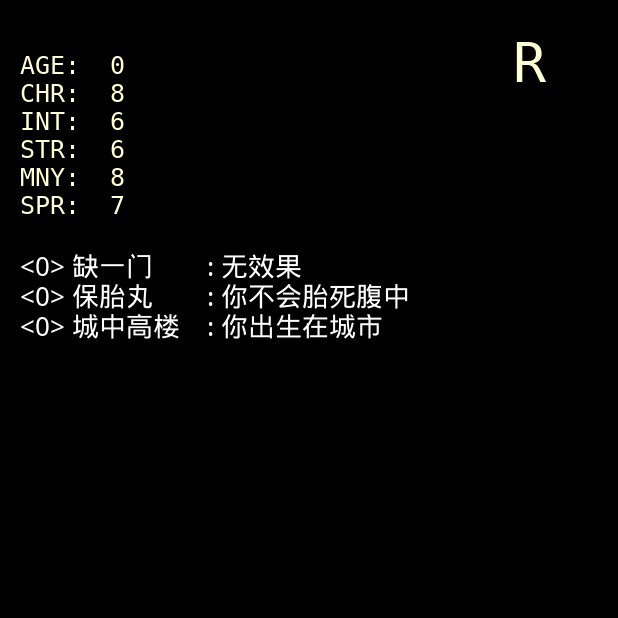 R
AGE: 0
CHR: 8
INT: 6
STR: 6
MNY: 8
SPR: 7
<O> 缺一门 : 无效果
<O> 保胎丸 : 你不会胎死腹中
<O> 城中高楼 : 你出生在城市